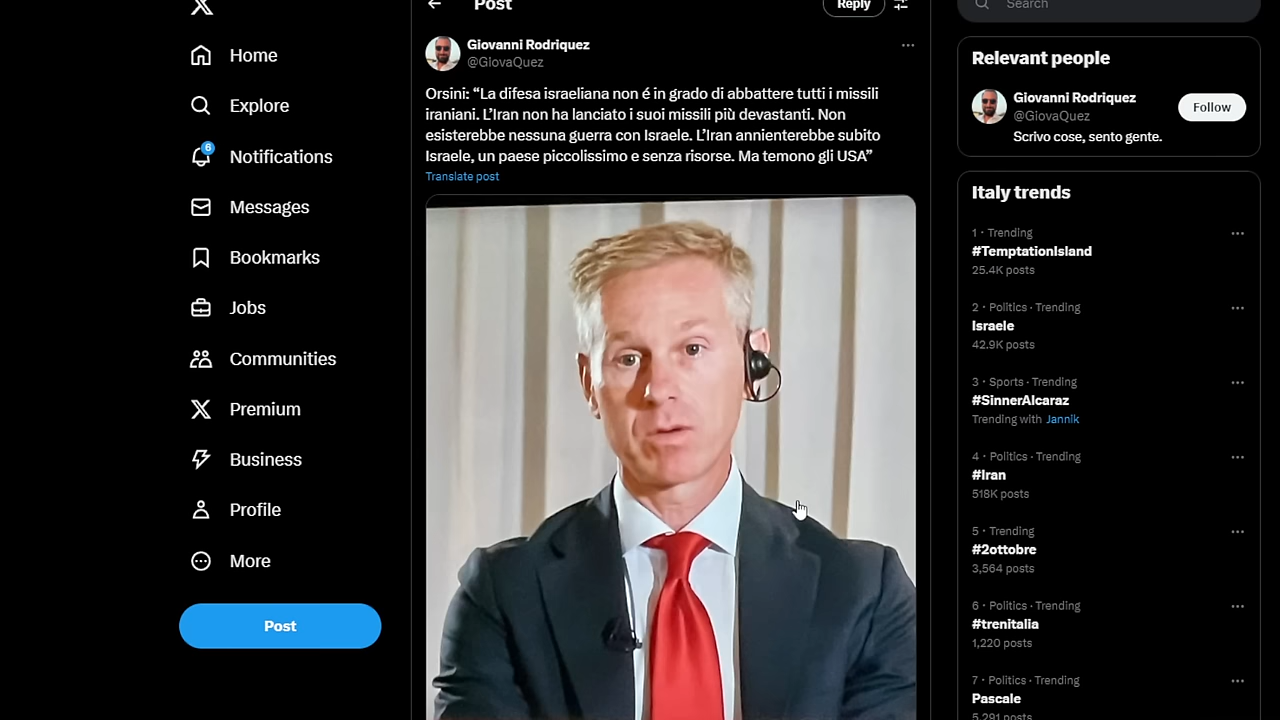 Post
Reply
Search
Home
Explore
6
Notifications
Messages
Bookmarks
Jobs
Communities
Premium
Business
Profile
More
Post
Giovanni Rodriquez
@GiovaQuez
Orsini: “La difesa israeliana non é in grado di abbattere tutti i missili
iraniani. L’Iran non ha lanciato i suoi missili più devastanti. Non
esisterebbe nessuna guerra con Israele. L’Iran annienterebbe subito
Israele, un paese piccolissimo e senza risorse. Ma temono gli USA”
Translate post
Relevant people
Giovanni Rodriquez
@GiovaQuez
Follow
Scrivo cose, sento gente.
Italy trends
1 · Trending
#TemptationIsland
25.4K posts
2 · Politics · Trending
Israele
42.9K posts
3 · Sports · Trending
#SinnerAlcaraz
Trending with Jannik
4 · Politics · Trending
#Iran
518K posts
5 · Trending
#2ottobre
3,564 posts
6 · Politics · Trending
#trenitalia
1,220 posts
7 · Politics · Trending
Pascale
5,291 posts